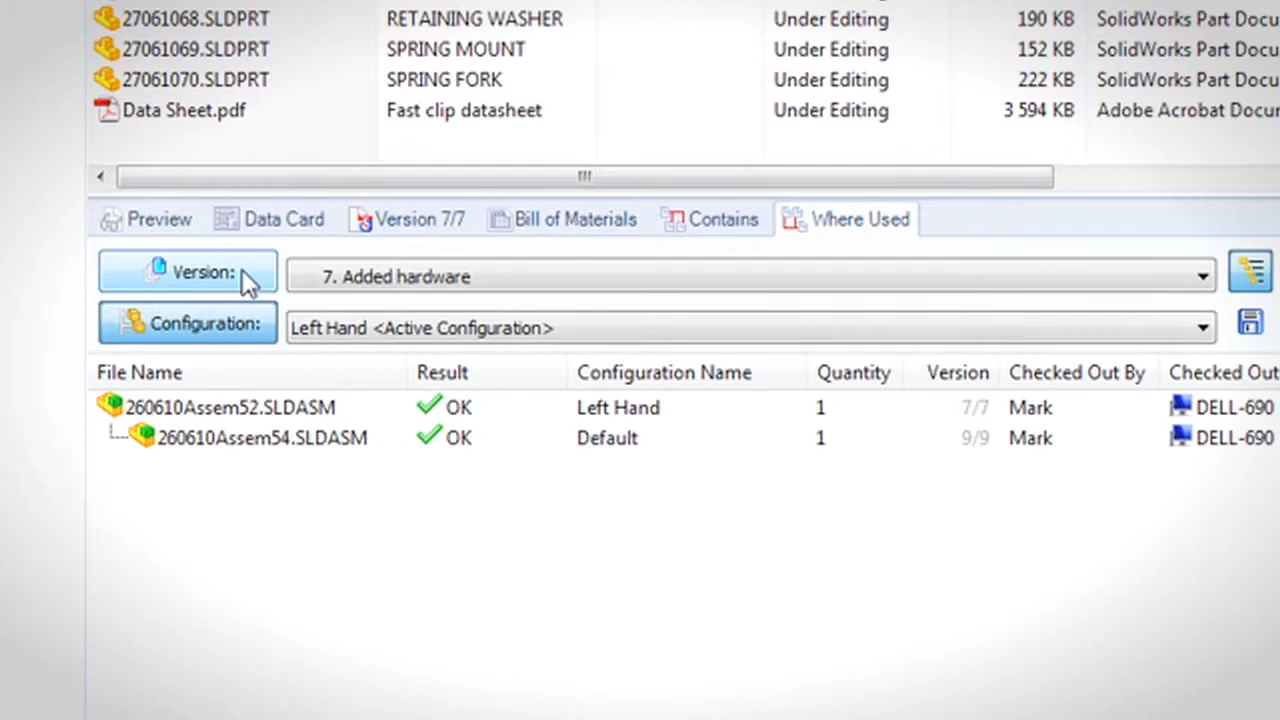 27061068.SLDPRT RETAINING WASHER Under Editing 190 KB SolidWorks Part Docu
27061069.SLDPRT SPRING MOUNT Under Editing 152 KB SolidWorks Part Docu
27061070.SLDPRT SPRING FORK Under Editing 222 KB SolidWorks Part Docu
Data Sheet.pdf Fast clip datasheet Under Editing 3 594 KB Adobe Acrobat Docu
Preview Data Card Version 7/7 Bill of Materials Contains Where Used
Version: 7. Added hardware
Configuration: Left Hand <Active Configuration>
File Name Result Configuration Name Quantity Version Checked Out By Checked Out
260610Assem52.SLDASM OK Left Hand 1 7/7 Mark DELL-690
260610Assem54.SLDASM OK Default 1 9/9 Mark DELL-690